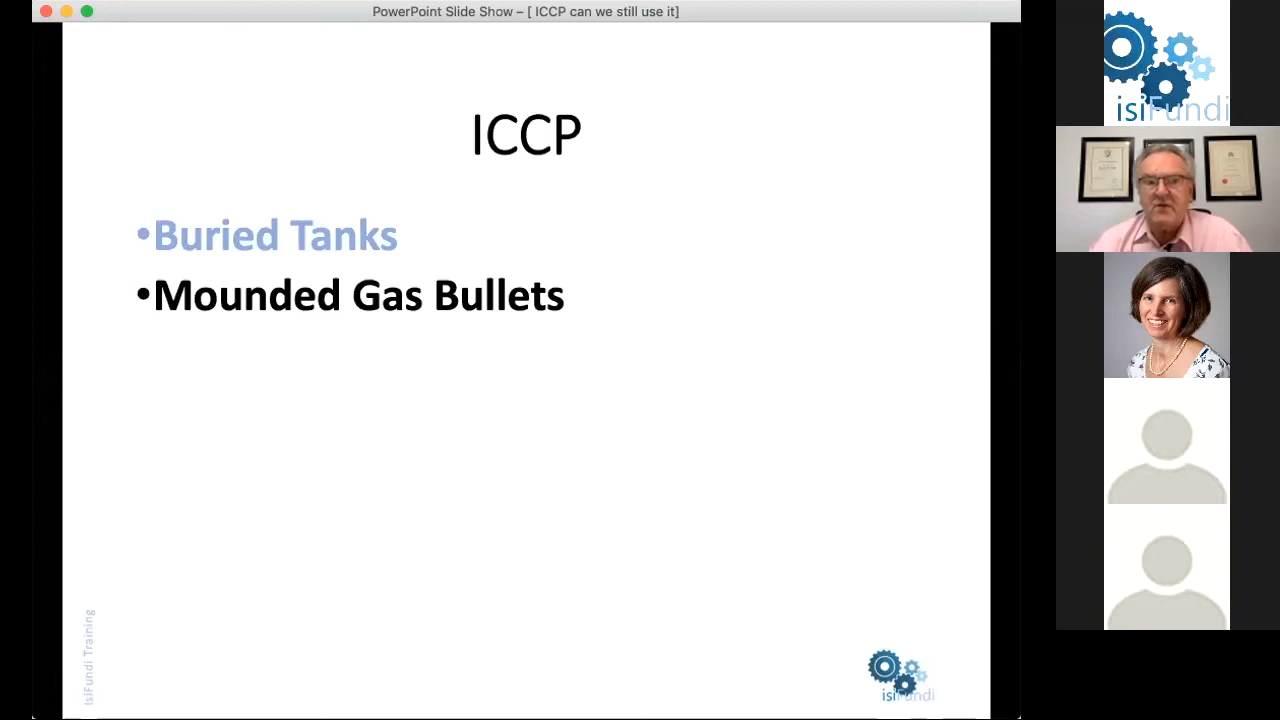 PowerPoint Slide Show – [ ICCP can we still use it]
ICCP
•Buried Tanks
•Mounded Gas Bullets
isiFundi Training
isiFundi
isiFundi